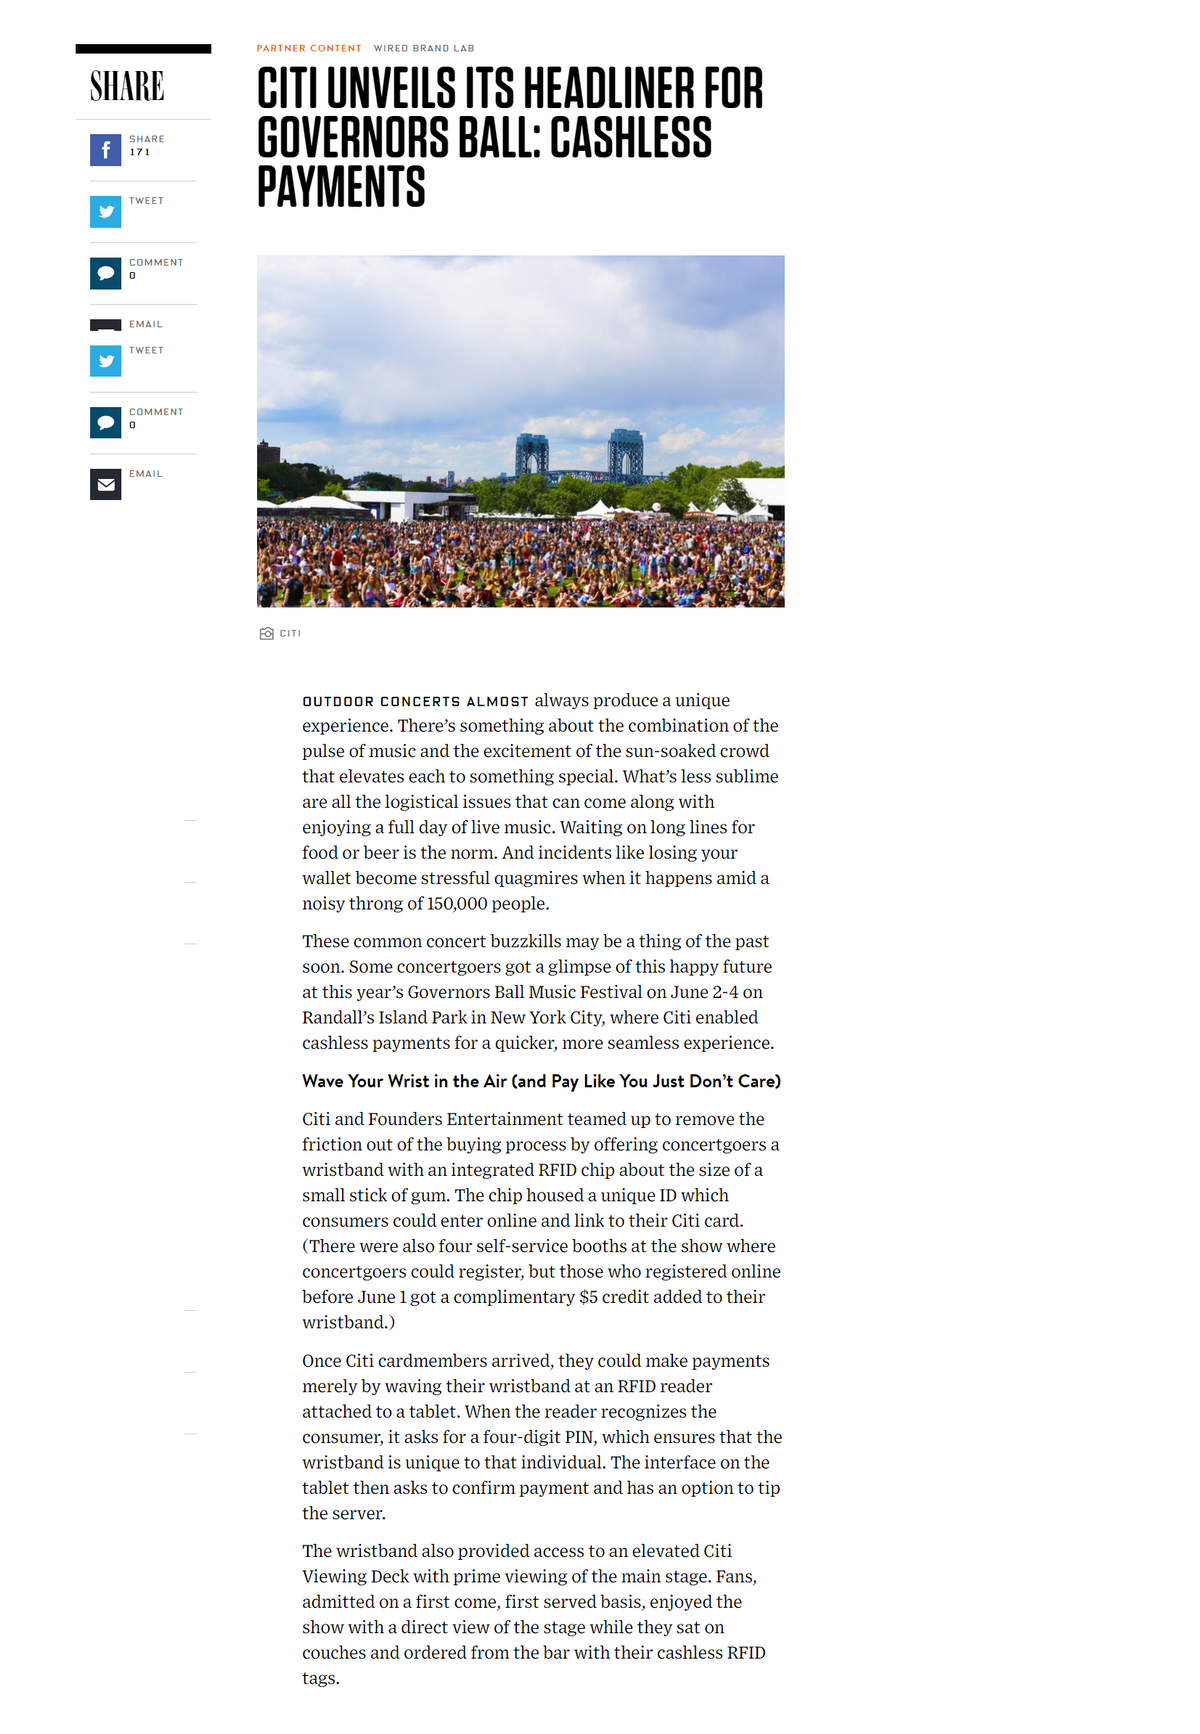 PARTNER CONTENT WIRED BRAND LAB
CITI UNVEILS ITS HEADLINER FOR
GOVERNORS BALL: CASHLESS
PAYMENTS
SHARE
SHARE
171
TWEET
COMMENT
0
EMAIL
TWEET
COMMENT
0
EMAIL
CITI
OUTDOOR CONCERTS ALMOST always produce a unique
experience. There’s something about the combination of the
pulse of music and the excitement of the sun-soaked crowd
that elevates each to something special. What’s less sublime
are all the logistical issues that can come along with
enjoying a full day of live music. Waiting on long lines for
food or beer is the norm. And incidents like losing your
wallet become stressful quagmires when it happens amid a
noisy throng of 150,000 people.
These common concert buzzkills may be a thing of the past
soon. Some concertgoers got a glimpse of this happy future
at this year’s Governors Ball Music Festival on June 2-4 on
Randall’s Island Park in New York City, where Citi enabled
cashless payments for a quicker, more seamless experience.
Wave Your Wrist in the Air (and Pay Like You Just Don’t Care)
Citi and Founders Entertainment teamed up to remove the
friction out of the buying process by offering concertgoers a
wristband with an integrated RFID chip about the size of a
small stick of gum. The chip housed a unique ID which
consumers could enter online and link to their Citi card.
(There were also four self-service booths at the show where
concertgoers could register, but those who registered online
before June 1 got a complimentary $5 credit added to their
wristband.)
Once Citi cardmembers arrived, they could make payments
merely by waving their wristband at an RFID reader
attached to a tablet. When the reader recognizes the
consumer, it asks for a four-digit PIN, which ensures that the
wristband is unique to that individual. The interface on the
tablet then asks to confirm payment and has an option to tip
the server.
The wristband also provided access to an elevated Citi
Viewing Deck with prime viewing of the main stage. Fans,
admitted on a first come, first served basis, enjoyed the
show with a direct view of the stage while they sat on
couches and ordered from the bar with their cashless RFID
tags.